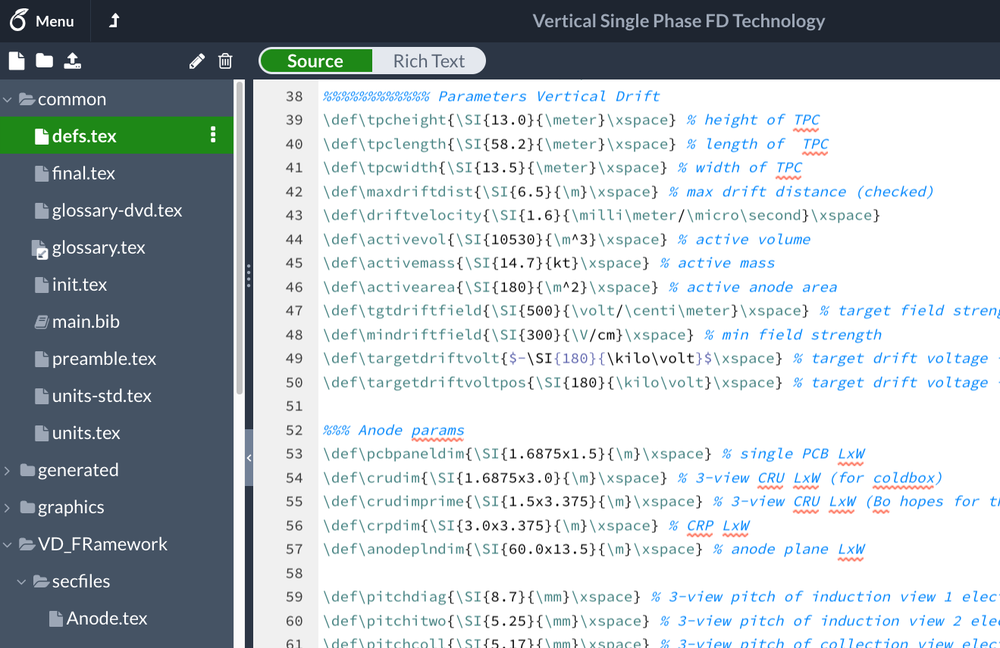 Menu
Vertical Single Phase FD Technology
Source
Rich Text
common
defs.tex
final.tex
glossary-dvd.tex
glossary.tex
init.tex
main.bib
preamble.tex
units-std.tex
units.tex
generated
graphics
VD_FRamework
secfiles
Anode.tex
38 %%%%%%%%%%%% Parameters Vertical Drift
39 \def\tpcheight{\SI{13.0}{\meter}\xspace} % height of TPC
40 \def\tpclength{\SI{58.2}{\meter}\xspace} % length of  TPC
41 \def\tpcwidth{\SI{13.5}{\meter}\xspace} % width of TPC
42 \def\maxdriftdist{\SI{6.5}{\m}\xspace} % max drift distance (checked)
43 \def\driftvelocity{\SI{1.6}{\milli\meter/\micro\second}\xspace}
44 \def\activevol{\SI{10530}{\m^3}\xspace} % active volume
45 \def\activemass{\SI{14.7}{kt}\xspace} % active mass
46 \def\activearea{\SI{180}{\m^2}\xspace} % active anode area
47 \def\tgtdriftfield{\SI{500}{\volt/\centi\meter}\xspace} % target field streng
48 \def\mindriftfield{\SI{300}{\V/cm}\xspace} % min field strength
49 \def\targetdriftvolt{$-\SI{180}{\kilo\volt}$\xspace} % target drift voltage
50 \def\targetdriftvoltpos{\SI{180}{\kilo\volt}\xspace} % target drift voltage
51
52 %%% Anode params
53 \def\pcbpaneldim{\SI{1.6875x1.5}{\m}\xspace} % single PCB LxW
54 \def\crudim{\SI{1.6875x3.0}{\m}\xspace} % 3-view CRU LxW (for coldbox)
55 \def\crudimprime{\SI{1.5x3.375}{\m}\xspace} % 3-view CRU LxW (Bo hopes for th
56 \def\crpdim{\SI{3.0x3.375}{\m}\xspace} % CRP LxW
57 \def\anodeplndim{\SI{60.0x13.5}{\m}\xspace} % anode plane LxW
58
59 \def\pitchdiag{\SI{8.7}{\mm}\xspace} % 3-view pitch of induction view 1 elec
60 \def\pitchitwo{\SI{5.25}{\mm}\xspace} % 3-view pitch of induction view 2 elec
61 \def\pitchcoll{\SI{5.17}{\mm}\xspace} % 3-view pitch of collection view elect